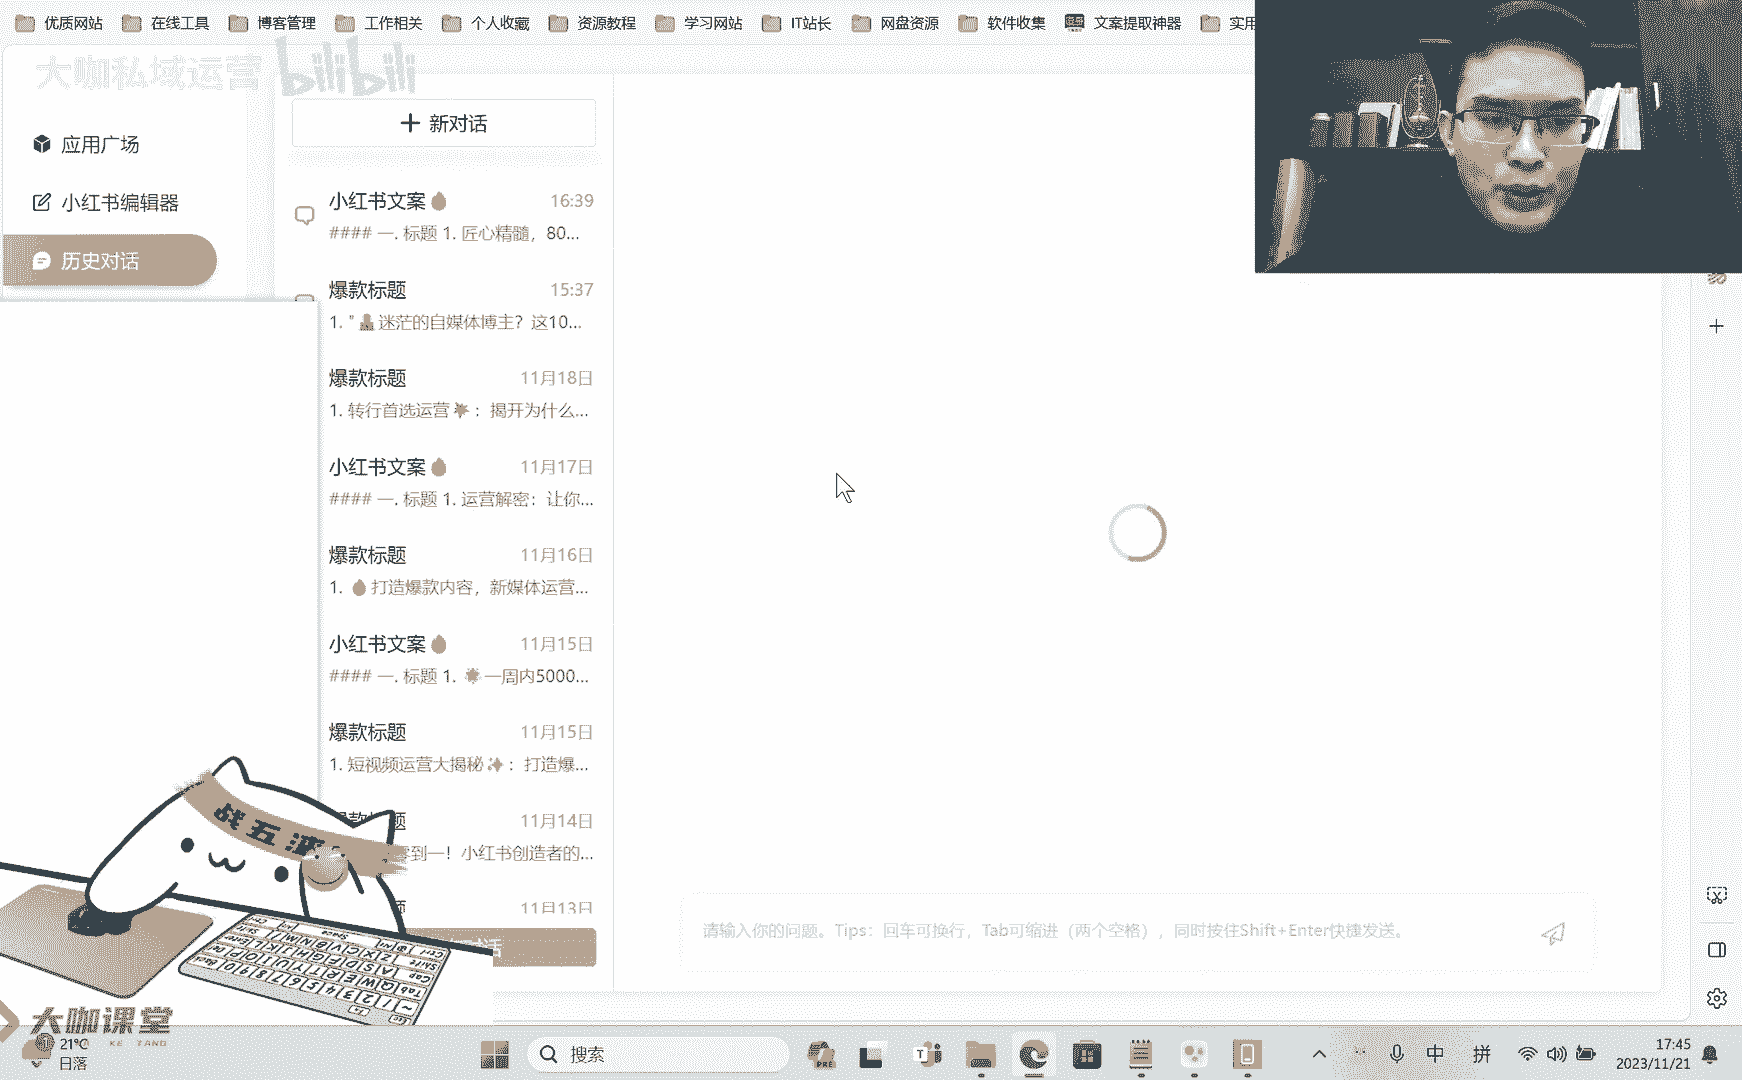 优质网站 在线工具 博客管理 工作相关 个人收藏 资源教程 学习网站 IT站长 网盘资源 软件收集 文案提取神器 实用
大咖私域运营 bilibili
应用广场
小红书编辑器
历史对话
新对话
小红书文案 16:39
#### 一. 标题 1. 匠心精髓，80...
爆款标题 15:37
1. " 迷茫的自媒体博主？这10...
爆款标题 11月18日
1. 转行首选运营 ：揭开为什么...
小红书文案 11月17日
#### 一. 标题 1. 运营解密：让你...
爆款标题 11月16日
1. 打造爆款内容，新媒体运营...
小红书文案 11月15日
#### 一. 标题 1. 一周内5000...
爆款标题 11月15日
1. 短视频运营大揭秘 ：打造爆...
题 11月14日
零到一！小红书创造者的...
题 11月13日
话
战五渣
请输入你的问题。Tips：回车可换行，Tab可缩进（两个空格），同时按住Shift+Enter快捷发送。
大咖课堂
KE TANG
21°C
日落
搜索
PRE
中
拼
17:45
2023/11/21